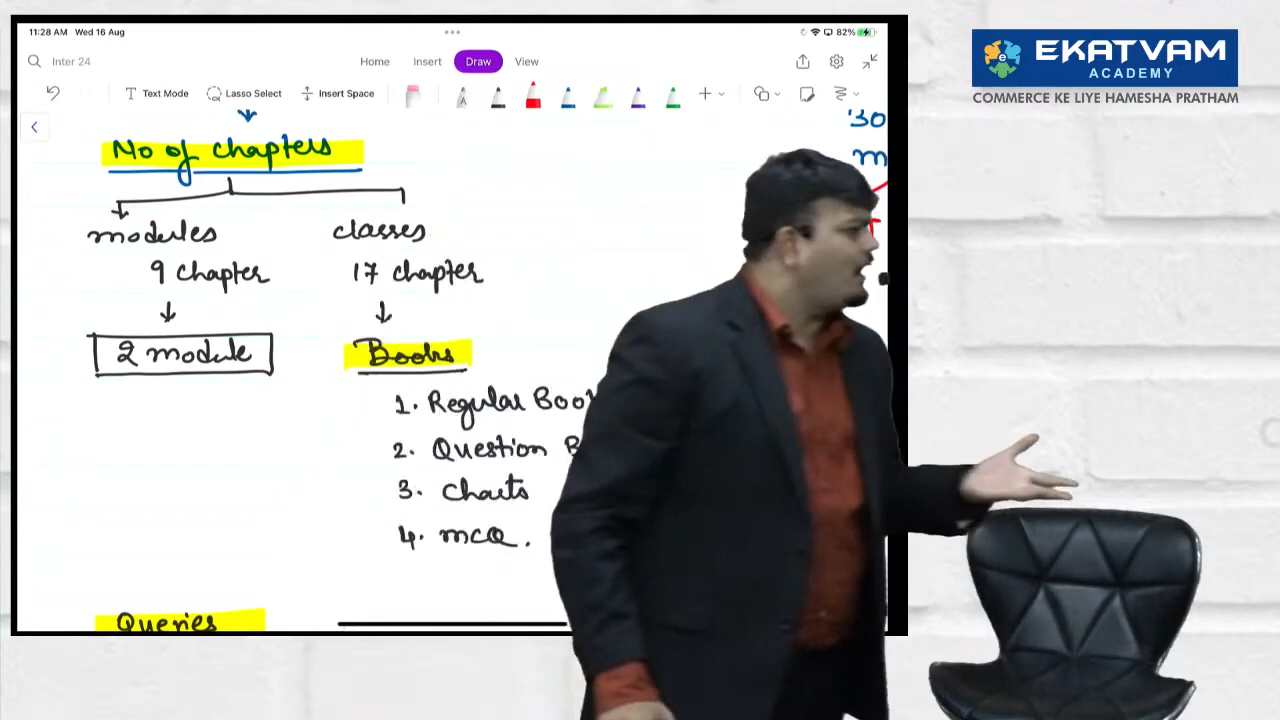 11:28 AM Wed 16 Aug
82%
Inter 24
Home Insert Draw View
Text Mode Lasso Select Insert Space
EKATVAM
ACADEMY
COMMERCE KE LIYE HAMESHA PRATHAM
'30
m
No of chapters
modules classes
9 chapter 17 chapter
2 module Books
1. Regular Book
2. Question B
3. Charts
4. MCQ.
Queries